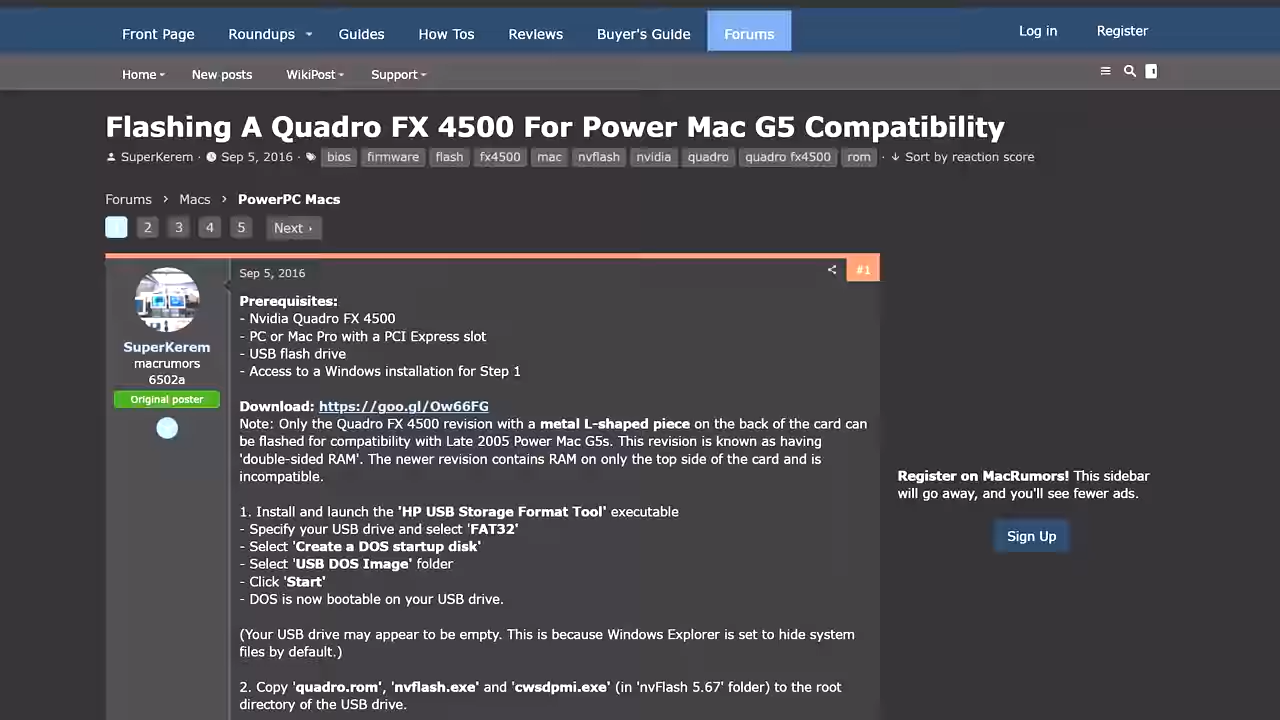 Front Page Roundups Guides How Tos Reviews Buyer's Guide Forums Log in Register
Home New posts WikiPost Support
Flashing A Quadro FX 4500 For Power Mac G5 Compatibility
SuperKerem · Sep 5, 2016 · bios firmware flash fx4500 mac nvflash nvidia quadro quadro fx4500 rom · ↓ Sort by reaction score
Forums › Macs › PowerPC Macs
2 3 4 5 Next ›
Sep 5, 2016 #1
SuperKerem
macrumors
6502a
Original poster
Prerequisites:
- Nvidia Quadro FX 4500
- PC or Mac Pro with a PCI Express slot
- USB flash drive
- Access to a Windows installation for Step 1
Download: https://goo.gl/Ow66FG
Note: Only the Quadro FX 4500 revision with a metal L-shaped piece on the back of the card can
be flashed for compatibility with Late 2005 Power Mac G5s. This revision is known as having
'double-sided RAM'. The newer revision contains RAM on only the top side of the card and is
incompatible.
1. Install and launch the 'HP USB Storage Format Tool' executable
- Specify your USB drive and select 'FAT32'
- Select 'Create a DOS startup disk'
- Select 'USB DOS Image' folder
- Click 'Start'
- DOS is now bootable on your USB drive.
(Your USB drive may appear to be empty. This is because Windows Explorer is set to hide system
files by default.)
2. Copy 'quadro.rom', 'nvflash.exe' and 'cwsdpmi.exe' (in 'nvFlash 5.67' folder) to the root
directory of the USB drive.
Register on MacRumors! This sidebar
will go away, and you'll see fewer ads.
Sign Up